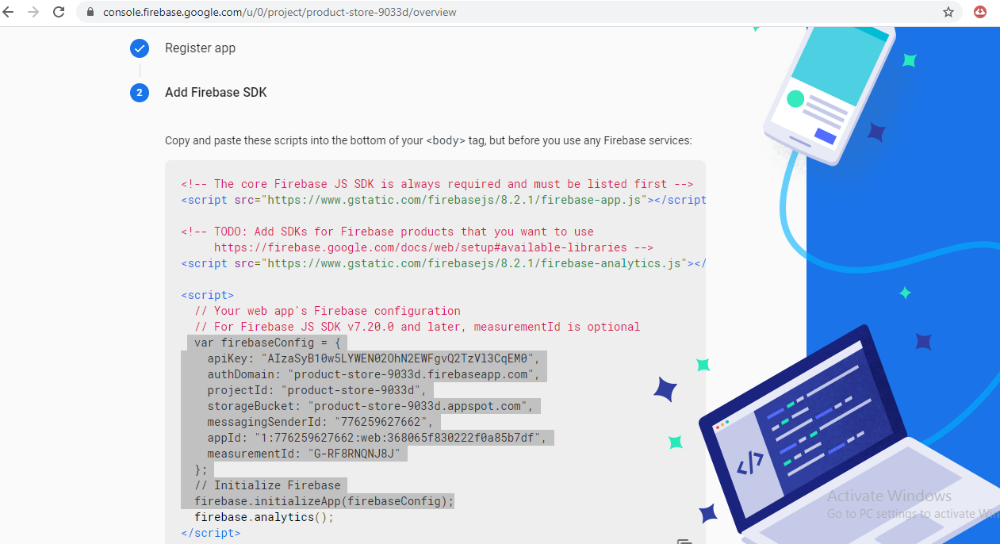 console.firebase.google.com/u/0/project/product-store-9033d/overview
Register app
2 Add Firebase SDK
Copy and paste these scripts into the bottom of your <body> tag, but before you use any Firebase services:
<!-- The core Firebase JS SDK is always required and must be listed first -->
<script src="https://www.gstatic.com/firebasejs/8.2.1/firebase-app.js"></script
<!-- TODO: Add SDKs for Firebase products that you want to use
https://firebase.google.com/docs/web/setup#available-libraries -->
<script src="https://www.gstatic.com/firebasejs/8.2.1/firebase-analytics.js"></
<script>
// Your web app's Firebase configuration
// For Firebase JS SDK v7.20.0 and later, measurementId is optional
var firebaseConfig = {
apiKey: "AIzaSyB10w5LYWEN02OhN2EWFgvQ2TzVl3CqEM0",
authDomain: "product-store-9033d.firebaseapp.com",
projectId: "product-store-9033d",
storageBucket: "product-store-9033d.appspot.com",
messagingSenderId: "776259627662",
appId: "1:776259627662:web:368065f830222f0a85b7df",
measurementId: "G-RF8RNQNJ8J"
};
// Initialize Firebase
firebase.initializeApp(firebaseConfig);
firebase.analytics();
</script>
</>
Activate Windows
Go to PC settings to activate Win